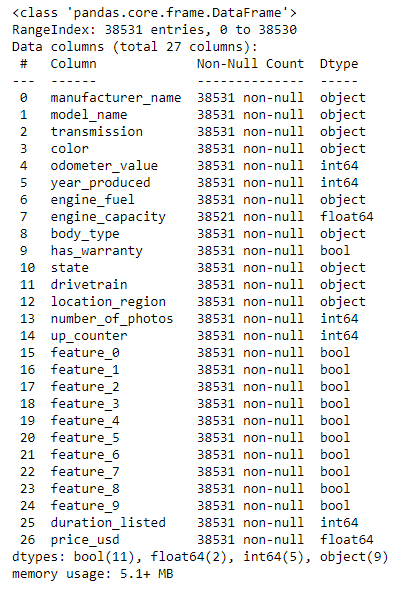 <class 'pandas.core.frame.DataFrame'>
RangeIndex: 38531 entries, 0 to 38530
Data columns (total 27 columns):
 #   Column             Non-Null Count  Dtype
---  ------             --------------  -----
 0   manufacturer_name  38531 non-null  object
 1   model_name         38531 non-null  object
 2   transmission       38531 non-null  object
 3   color              38531 non-null  object
 4   odometer_value     38531 non-null  int64
 5   year_produced      38531 non-null  int64
 6   engine_fuel        38531 non-null  object
 7   engine_capacity    38521 non-null  float64
 8   body_type          38531 non-null  object
 9   has_warranty       38531 non-null  bool
 10  state              38531 non-null  object
 11  drivetrain         38531 non-null  object
 12  location_region    38531 non-null  object
 13  number_of_photos   38531 non-null  int64
 14  up_counter         38531 non-null  int64
 15  feature_0          38531 non-null  bool
 16  feature_1          38531 non-null  bool
 17  feature_2          38531 non-null  bool
 18  feature_3          38531 non-null  bool
 19  feature_4          38531 non-null  bool
 20  feature_5          38531 non-null  bool
 21  feature_6          38531 non-null  bool
 22  feature_7          38531 non-null  bool
 23  feature_8          38531 non-null  bool
 24  feature_9          38531 non-null  bool
 25  duration_listed    38531 non-null  int64
 26  price_usd          38531 non-null  float64
dtypes: bool(11), float64(2), int64(5), object(9)
memory usage: 5.1+ MB